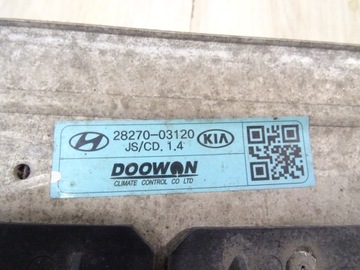 28270-03120 KIA
JS/CD, 1,4
DOOWON
CLIMATE CONTROL CO LTD